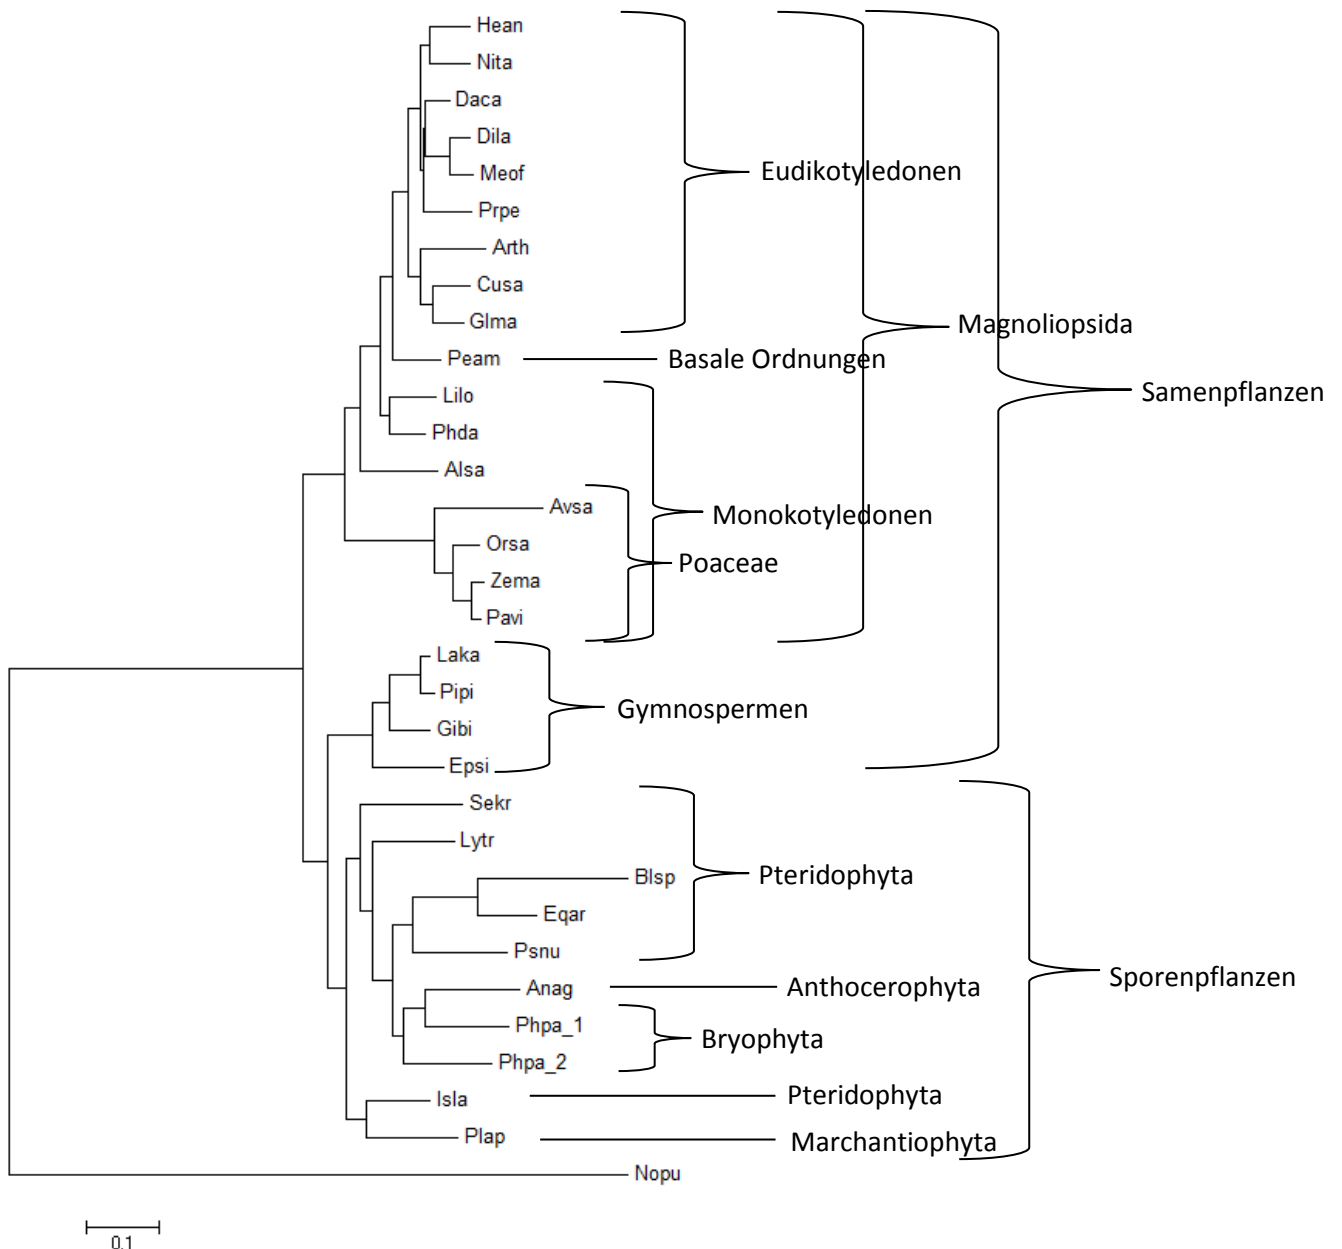 Hean
Nita
Daca
Dila
Meof
Eudikotyledonen
Prpe
Arth
Cusa
Glma
Magnoliopsida
Peam
Basale Ordnungen
Samenpflanzen
Lilo
Phda
Alsa
Avsa
Monokotyledonen
Orsa
Poaceae
Zema
Pavi
Laka
Pipi
Gymnospermen
Gibi
Epsi
Sekr
Lytr
Blsp
Pteridophyta
Eqar
Psnu
Sporenpflanzen
Anag
Anthocerophyta
Phpa_1
Bryophyta
Phpa_2
Isla
Pteridophyta
Plap
Marchantiophyta
Nopu
0.1